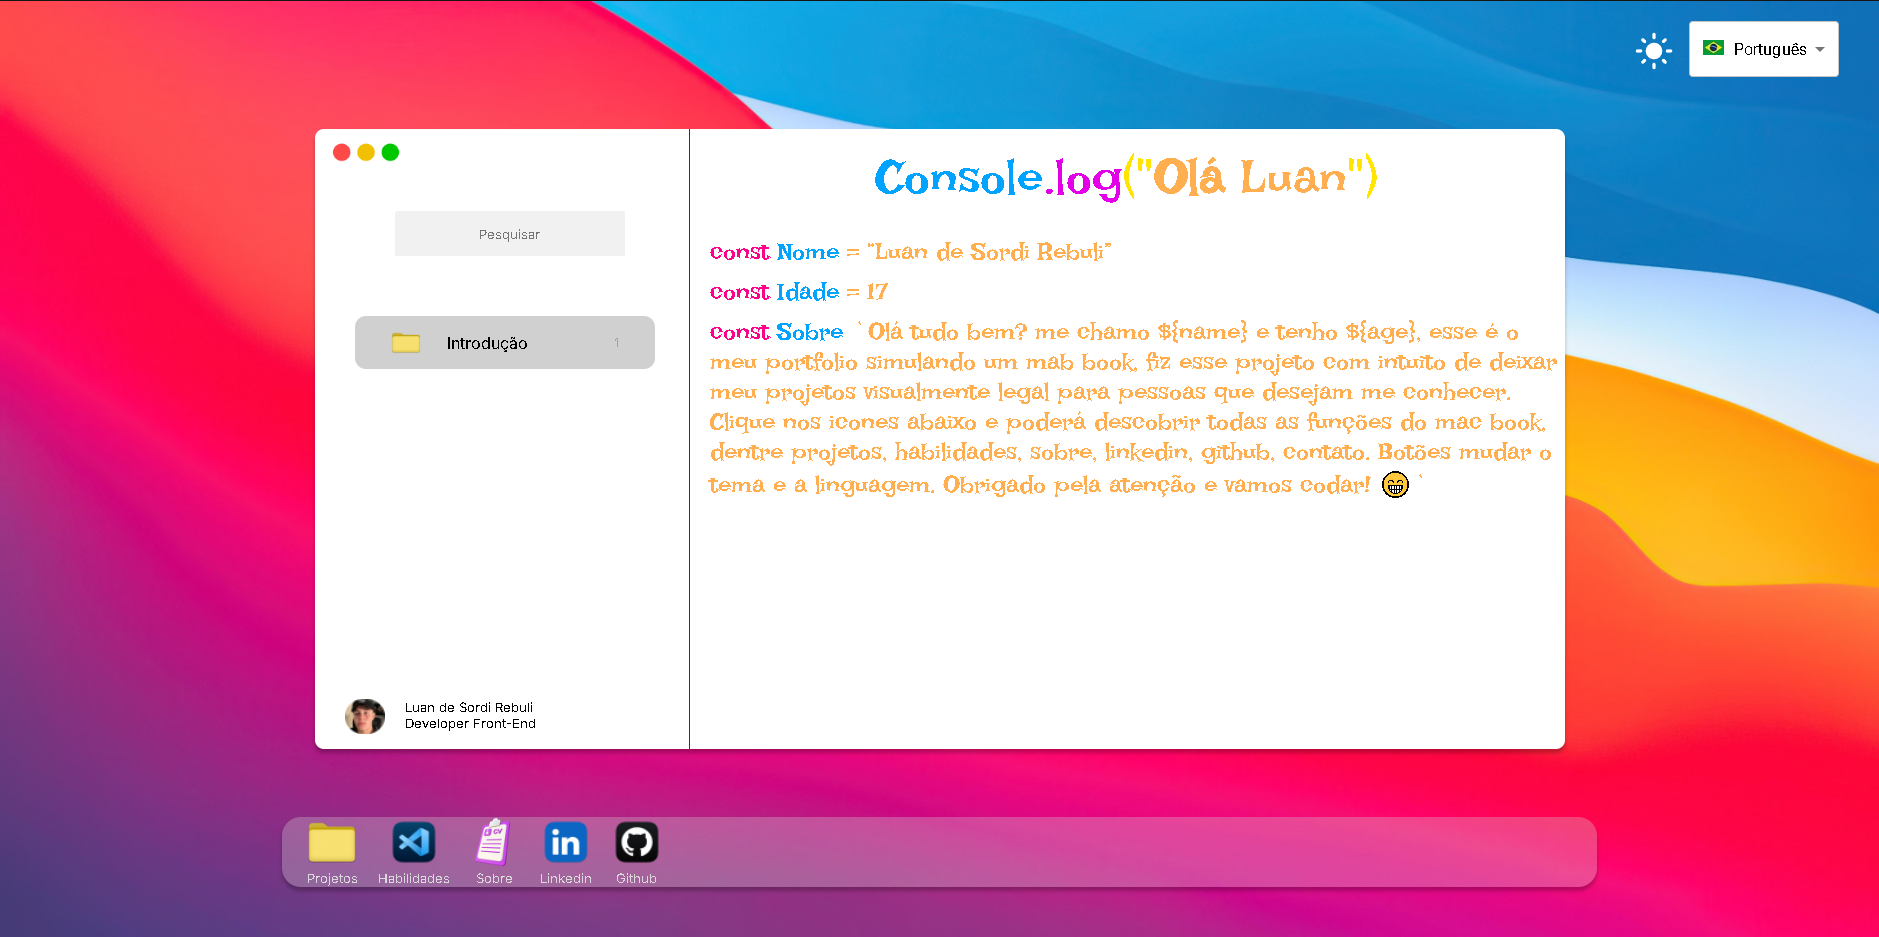 Português
Console.log("Olá Luan")
Pesquisar
Introdução 1
const Nome = "Luan de Sordi Rebuli"
const Idade = 17
const Sobre ` Olá tudo bem? me chamo ${name} e tenho ${age}, esse é o
meu portfolio simulando um mab book, fiz esse projeto com intuito de deixar
meu projetos visualmente legal para pessoas que desejam me conhecer.
Clique nos icones abaixo e poderá descobrir todas as funções do mac book,
dentre projetos, habilidades, sobre, linkedin, github, contato. Botões mudar o
tema e a linguagem. Obrigado pela atenção e vamos codar! 😁 `
Luan de Sordi Rebuli
Developer Front-End
CV
in
Projetos Habilidades Sobre Linkedin Github